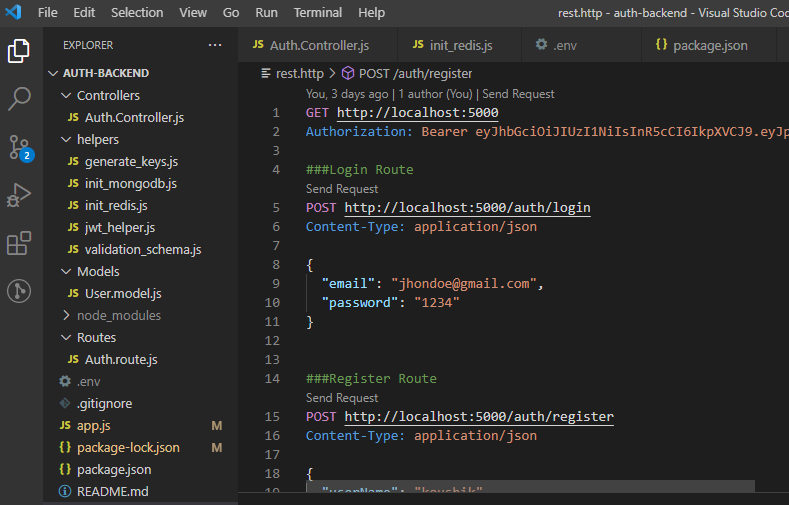 File Edit Selection View Go Run Terminal Help rest.http - auth-backend - Visual Studio Cod
EXPLORER
AUTH-BACKEND
Controllers
JS Auth.Controller.js
helpers
JS generate_keys.js
JS init_mongodb.js
JS init_redis.js
JS jwt_helper.js
JS validation_schema.js
Models
JS User.model.js
node_modules
Routes
JS Auth.route.js
.env
.gitignore
JS app.js M
{} package-lock.json M
{} package.json
README.md
2
JS Auth.Controller.js JS init_redis.js .env {} package.json
rest.http > POST /auth/register
You, 3 days ago | 1 author (You) | Send Request
1 GET http://localhost:5000
2 Authorization: Bearer eyJhbGciOiJIUzI1NiIsInR5cCI6IkpXVCJ9.eyJp
3
4 ###Login Route
Send Request
5 POST http://localhost:5000/auth/login
6 Content-Type: application/json
7
8 {
9 "email": "jhondoe@gmail.com",
10 "password": "1234"
11 }
12
13
14 ###Register Route
Send Request
15 POST http://localhost:5000/auth/register
16 Content-Type: application/json
17
18 {
19 "userName": "koushik"